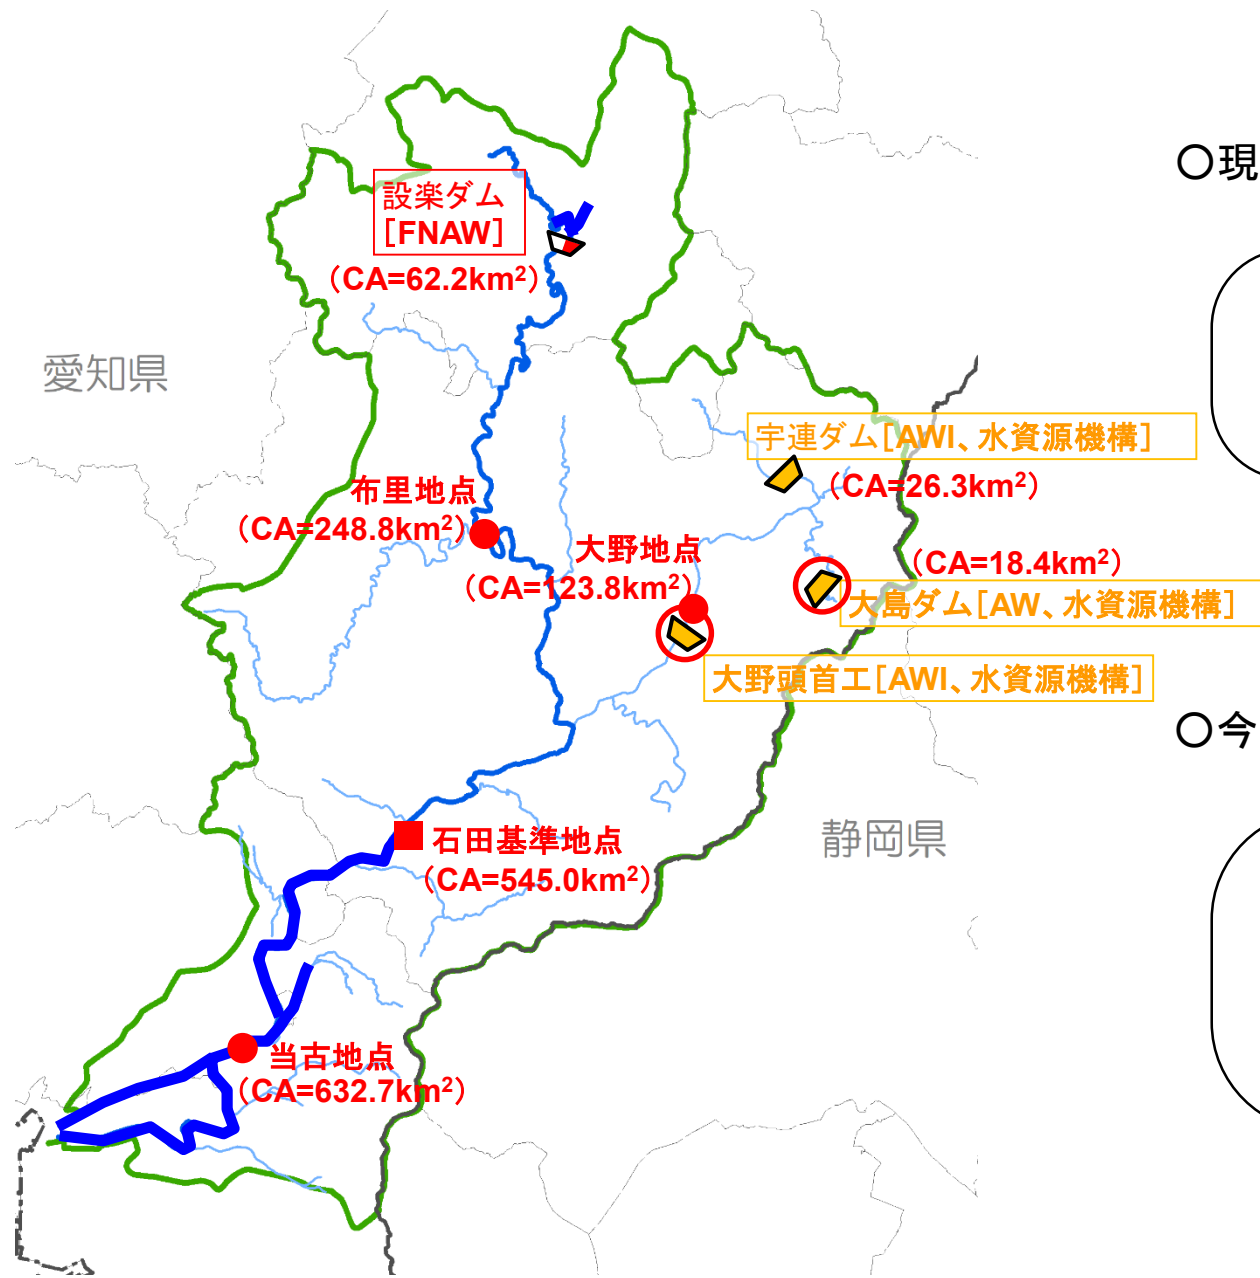 ○現
設楽ダム
[FNAW]
（CA=62.2km²）
愛知県
宇連ダム[AWI、水資源機構]
（CA=26.3km²）
布里地点
（CA=248.8km²）
大野地点
（CA=123.8km²）
（CA=18.4km²）
大島ダム[AW、水資源機構]
大野頭首工[AWI、水資源機構]
○今
石田基準地点
（CA=545.0km²）
静岡県
当古地点
（CA=632.7km²）